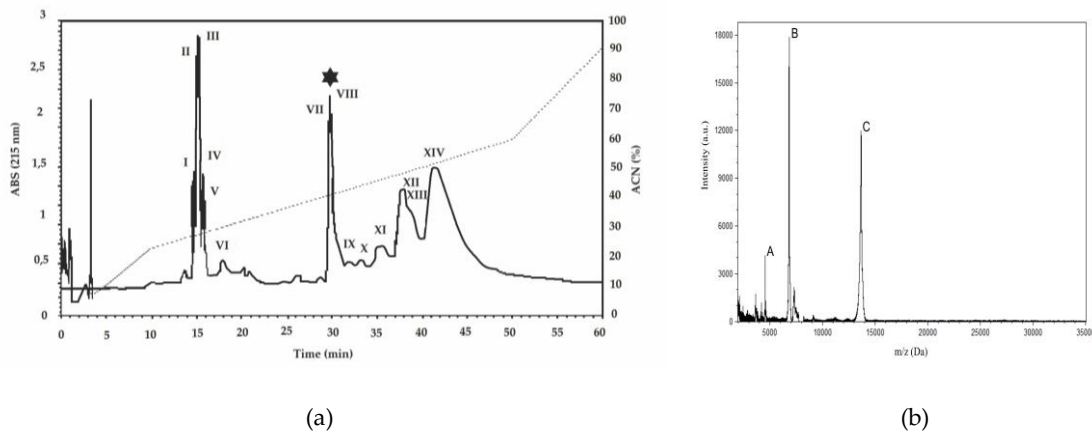 3
2,5
2
1,5
1
0,5
0
ABS (215 nm)
II
III
I
IV
V
VI
VII
VIII
IX
X
XI
XII
XIII
XIV
100
90
80
70
60
50
40
30
20
10
0
ACN (%)
0 5 10 15 20 25 30 35 40 45 50 55 60
Time (min)
(a)
18000
15000
12000
9000
6000
3000
0
Intensity (a.u.)
A
B
C
5000 10000 15000 20000 25000 30000 35000
m/z (Da)
(b)